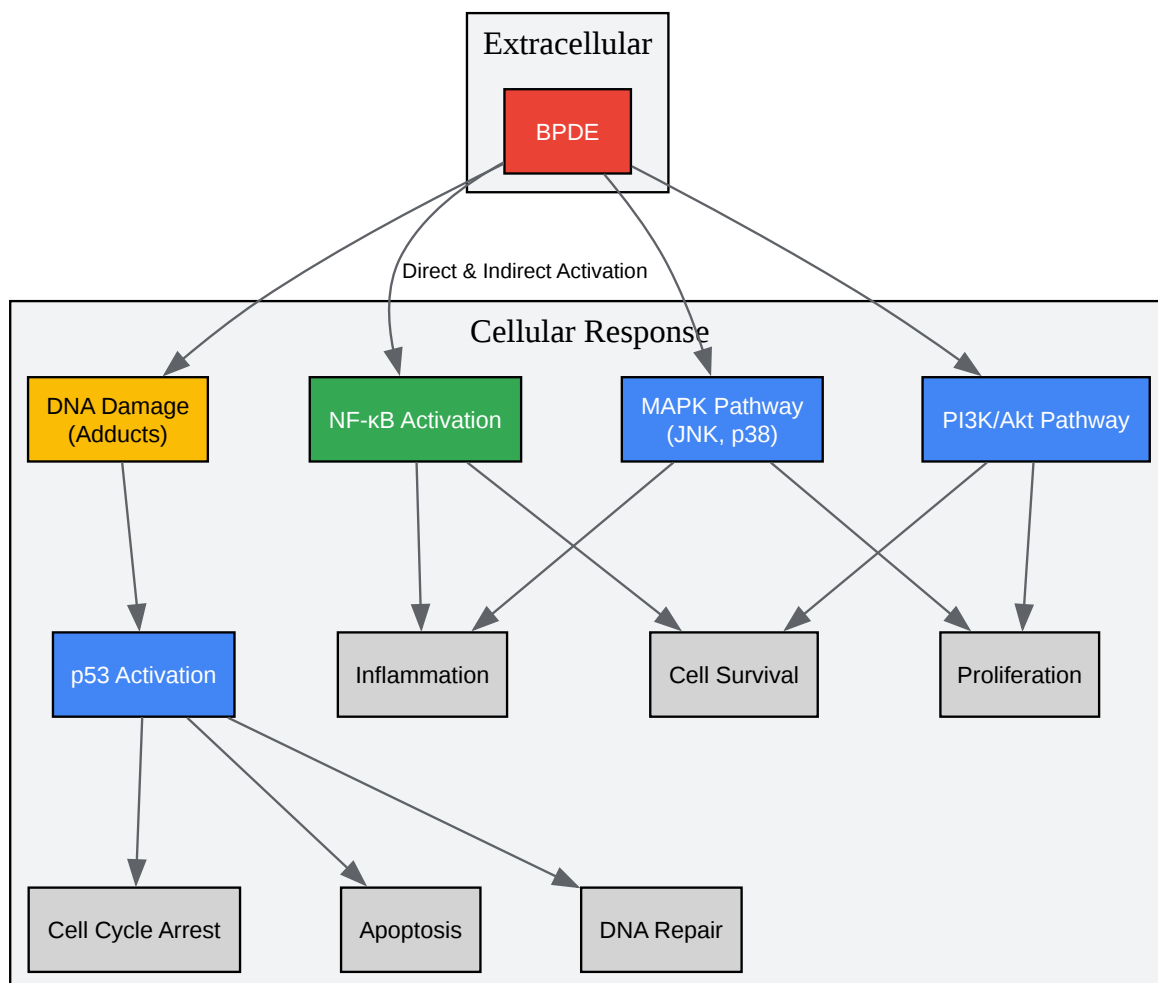 Extracellular
BPDE
Direct & Indirect Activation
Cellular Response
DNA Damage
(Adducts)
NF-κB Activation
MAPK Pathway
(JNK, p38)
PI3K/Akt Pathway
p53 Activation
Inflammation
Cell Survival
Proliferation
Cell Cycle Arrest
Apoptosis
DNA Repair